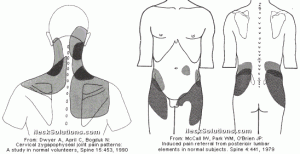 NeckSolutions.com
From: Dwyer A, April C, Bogduk N
Cervical zygapophyseal joint pain patterns.
A study in normal volunteers, Spine 15:453, 1990
NeckSolutions.com
From: McCall IW, Park WM, O'Brien JP
Induced pain referral from posterior lumbar
elements in normal subjects. Spine 4:441, 1979